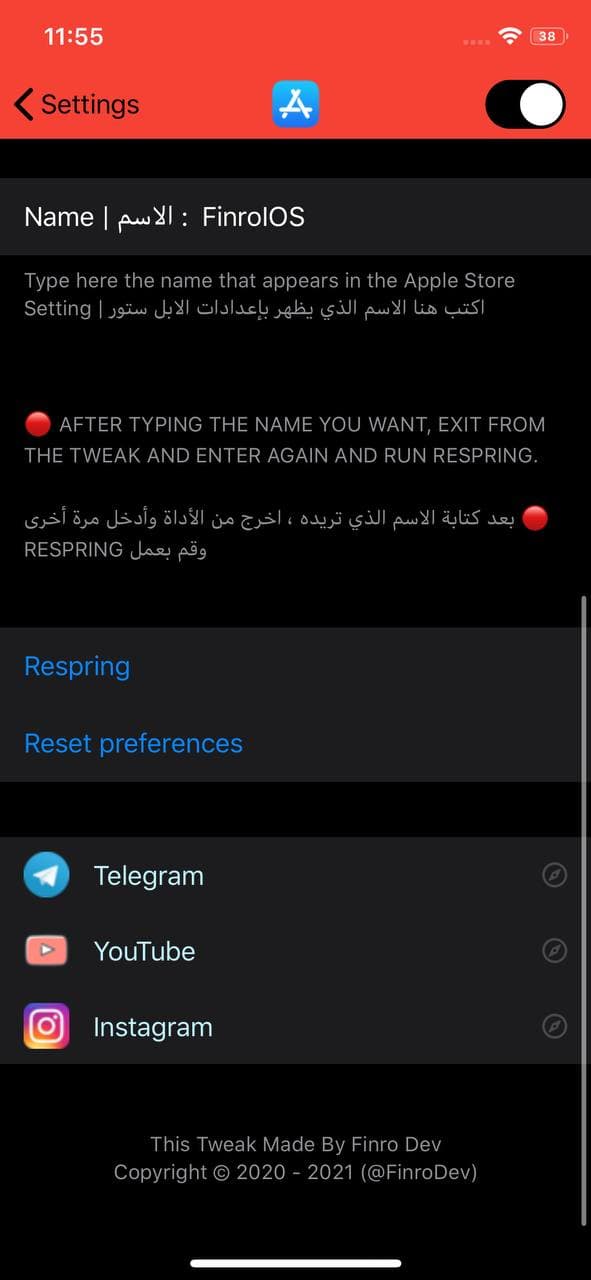 11:55
38
Settings
Name | الاسم : FinroIOS
Type here the name that appears in the Apple Store
Setting | اكتب هنا الاسم الذي يظهر بإعدادات الابل ستور
🔴 AFTER TYPING THE NAME YOU WANT, EXIT FROM
THE TWEAK AND ENTER AGAIN AND RUN RESPRING.
🔴 بعد كتابة الاسم الذي تريده ، اخرج من الأداة وأدخل مرة أخرى
وقم بعمل RESPRING
Respring
Reset preferences
Telegram
YouTube
Instagram
This Tweak Made By Finro Dev
Copyright © 2020 - 2021 (@FinroDev)